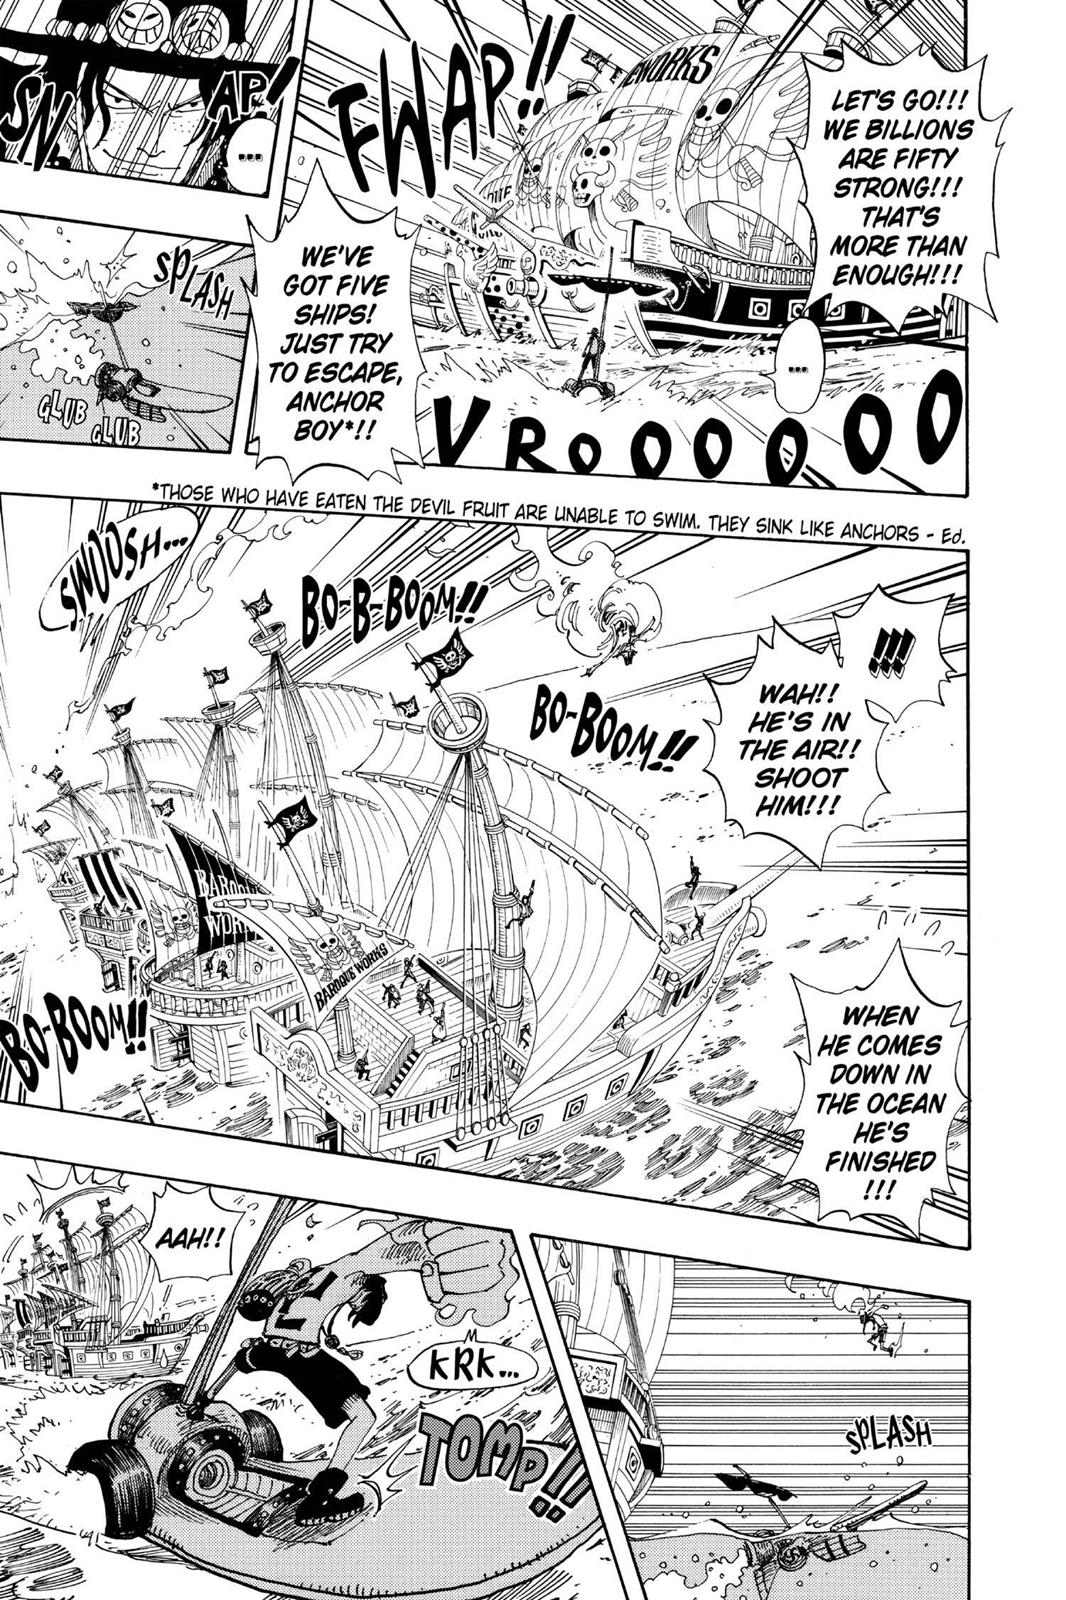 LET'S GO!!!
WE BILLIONS
ARE FIFTY
STRONG!!!
THAT'S
MORE THAN
ENOUGH!!!
EWORKS
...
FWAP!!
WE'VE
GOT FIVE
SHIPS!
JUST TRY
TO ESCAPE,
ANCHOR
BOY*!!
VROOOOOO
SNAP!
...
SPLASH
GLUB
GLUB
*THOSE WHO HAVE EATEN THE DEVIL FRUIT ARE UNABLE TO SWIM. THEY SINK LIKE ANCHORS - Ed.
!!!
WAH!!
HE'S IN
THE AIR!!
SHOOT
HIM!!!
BO-BOOM!!
BO-B-BOOM!!
SWOOSH...
BAROQUE
WORKS
BAROQUE WORKS
BO-BOOM!!
WHEN
HE COMES
DOWN IN
THE OCEAN
HE'S
FINISHED
!!!
SPLASH
KRK...
TOMP!!
AAH!!